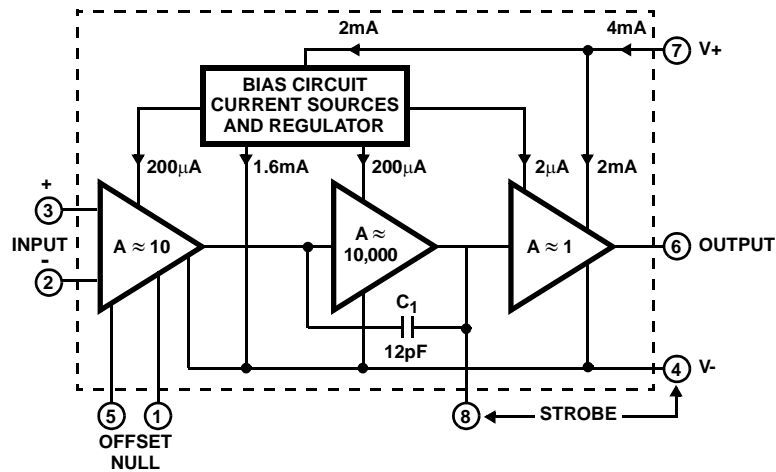 2mA
4mA
7
V+
BIAS CIRCUIT
CURRENT SOURCES
AND REGULATOR
200μA
1.6mA
200μA
2μA
2mA
+
3
INPUT
-
2
A ≈ 10
A ≈
10,000
A ≈ 1
6
OUTPUT
C1
12pF
4
V-
5
1
8
STROBE
OFFSET
NULL